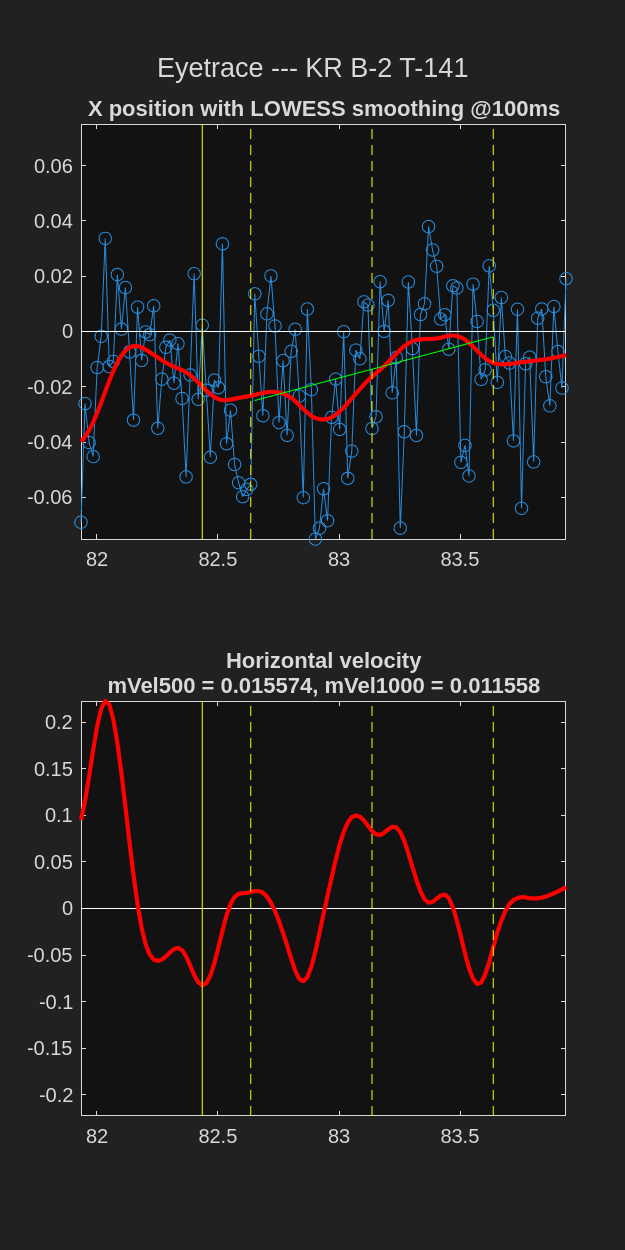 Eyetrace --- KR B-2 T-141
X position with LOWESS smoothing @100ms
0.06
0.04
0.02
0
-0.02
-0.04
-0.06
82 82.5 83 83.5
Horizontal velocity
mVel500 = 0.015574, mVel1000 = 0.011558
0.2
0.15
0.1
0.05
0
-0.05
-0.1
-0.15
-0.2
82 82.5 83 83.5